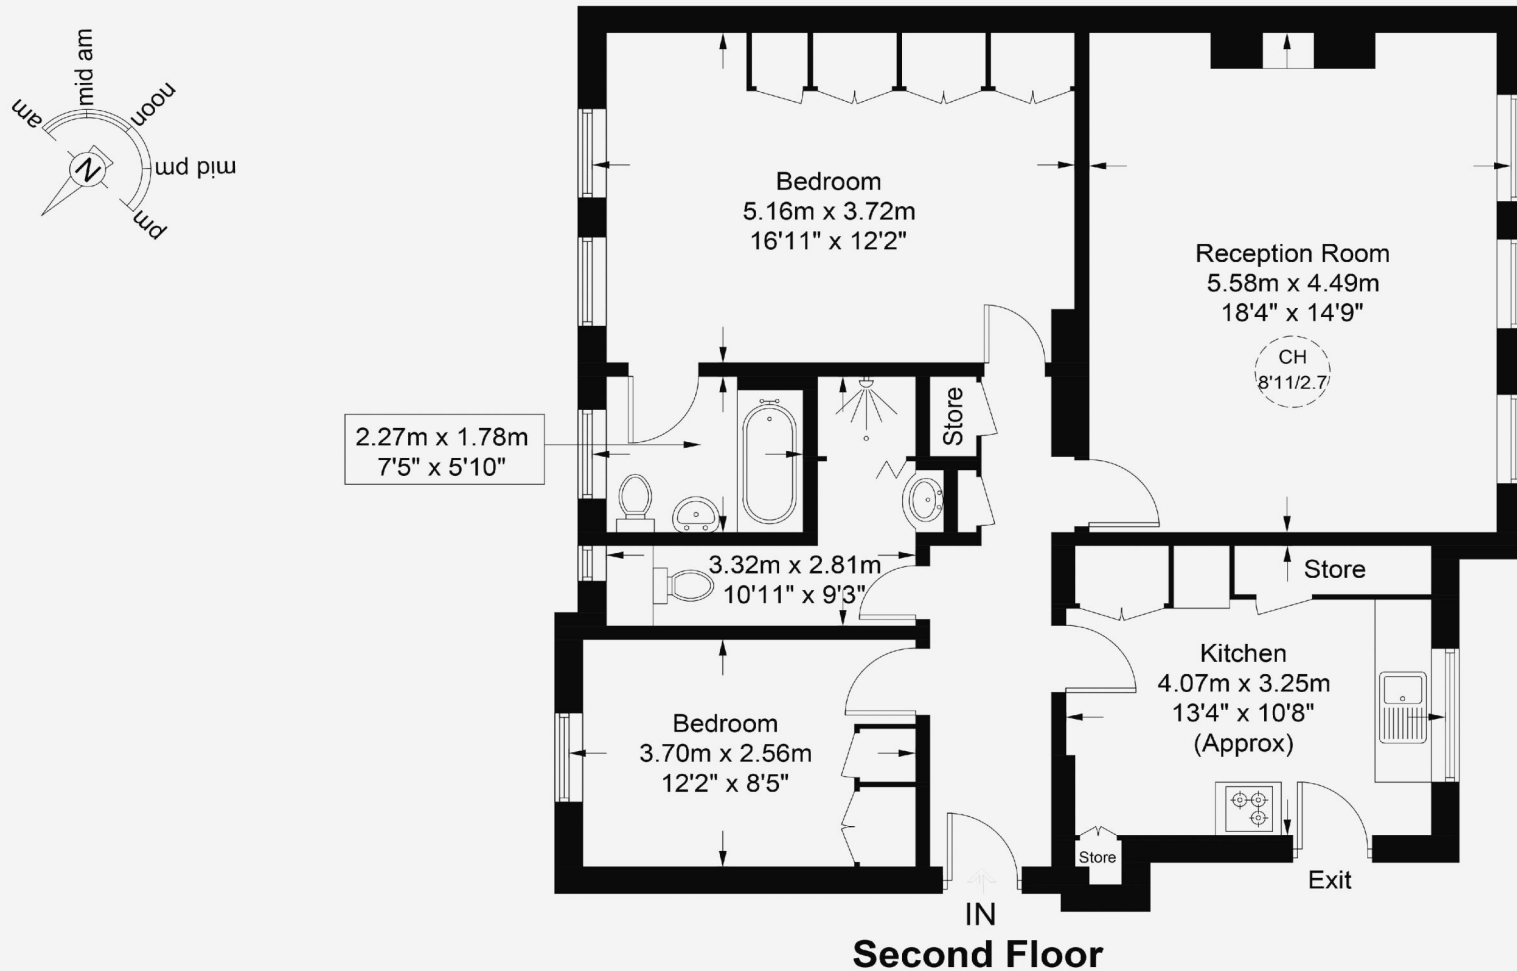 am
mid am
noon
mid pm
pm
N
Bedroom
5.16m x 3.72m
16'11" x 12'2"
Reception Room
5.58m x 4.49m
18'4" x 14'9"
CH
8'11/2.7
2.27m x 1.78m
7'5" x 5'10"
Store
3.32m x 2.81m
10'11" x 9'3"
Store
Kitchen
4.07m x 3.25m
13'4" x 10'8"
(Approx)
Bedroom
3.70m x 2.56m
12'2" x 8'5"
Store
Exit
IN
Second Floor